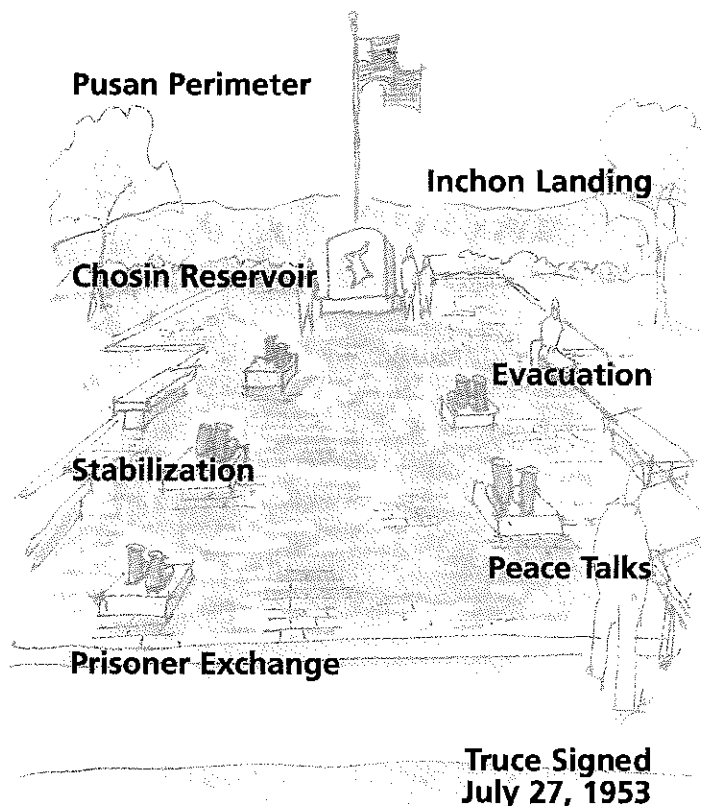 Pusan Perimeter
Inchon Landing
Chosin Reservoir
Evacuation
Stabilization
Peace Talks
Prisoner Exchange
Truce Signed
July 27, 1953